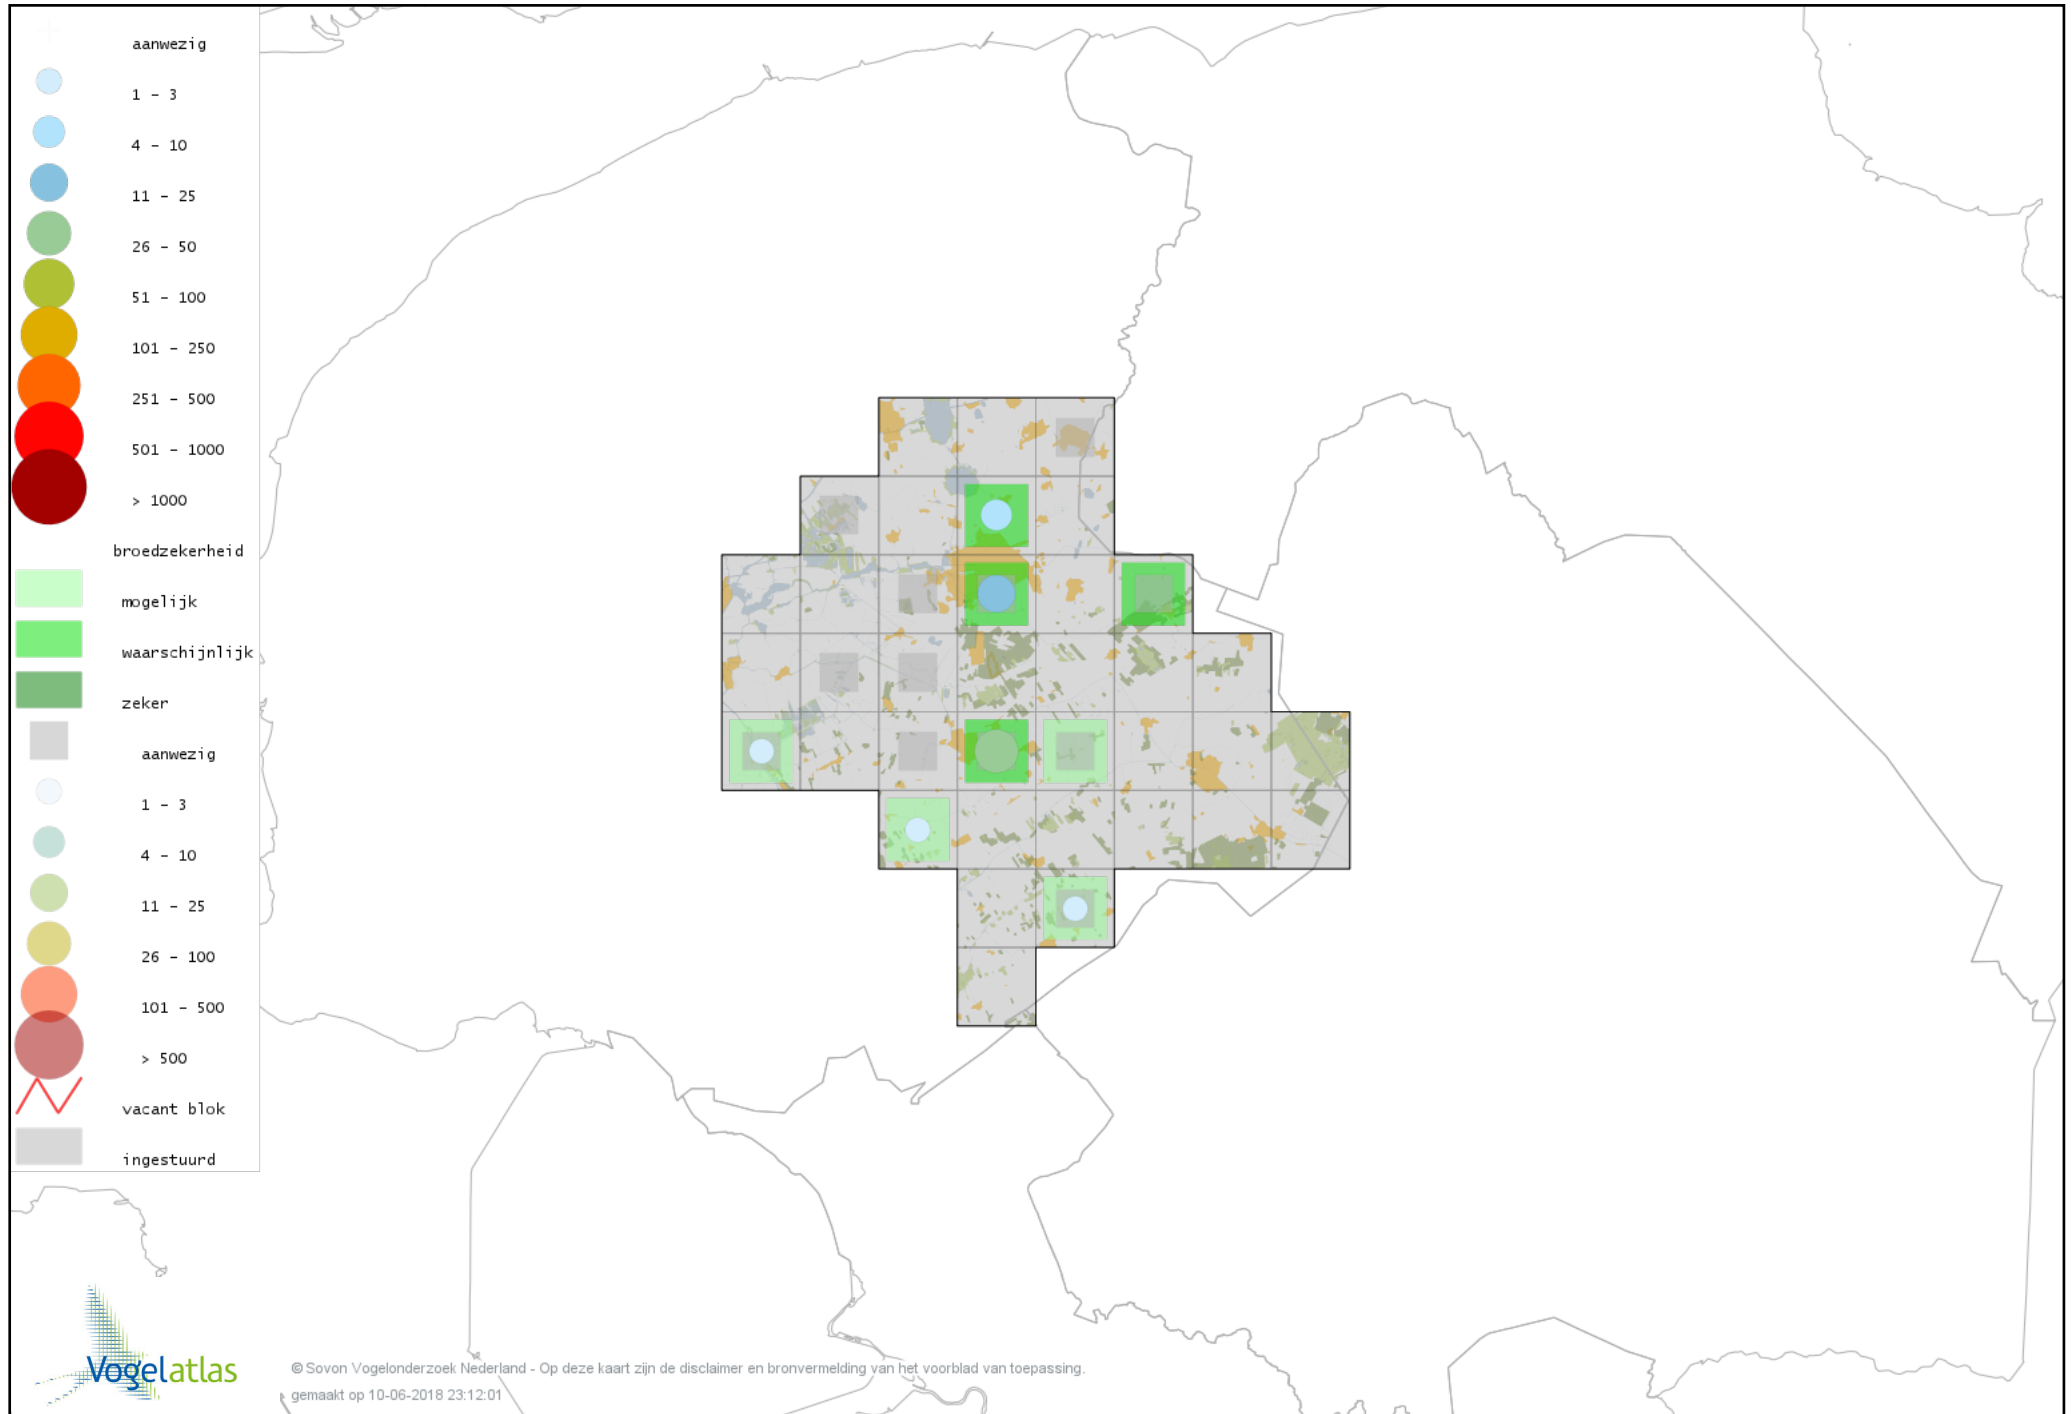 aanwezig
1 - 3
4 - 10
11 - 25
26 - 50
51 - 100
101 - 250
251 - 500
501 - 1000
> 1000
broedzekerheid
mogelijk
waarschijnlijk
zeker
aanwezig
1 - 3
4 - 10
11 - 25
26 - 100
101 - 500
> 500
vacant blok
ingestuurd
Vogelatlas
© Sovon Vogelonderzoek Nederland - Op deze kaart zijn de disclaimer en bronvermelding van het voorblad van toepassing.
gemaakt op 10-06-2018 23:12:01